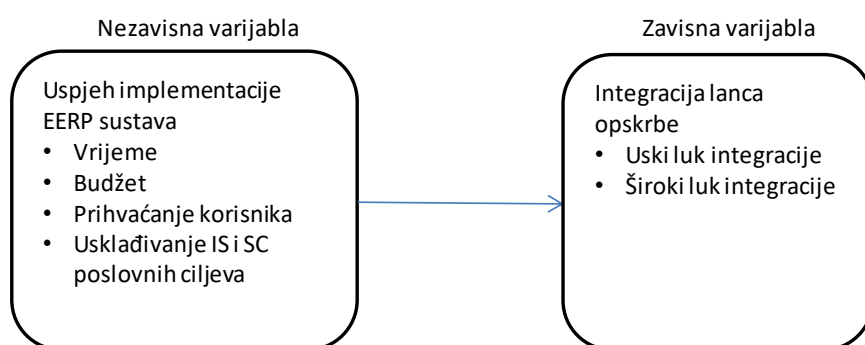 Nezavisna varijabla
Zavisna varijabla
Uspjeh implementacije
EERP sustava
• Vrijeme
• Budžet
• Prihvaćanje korisnika
• Usklađivanje IS i SC
poslovnih ciljeva
Integracija lanca
opskrbe
• Uski luk integracije
• Široki luk integracije